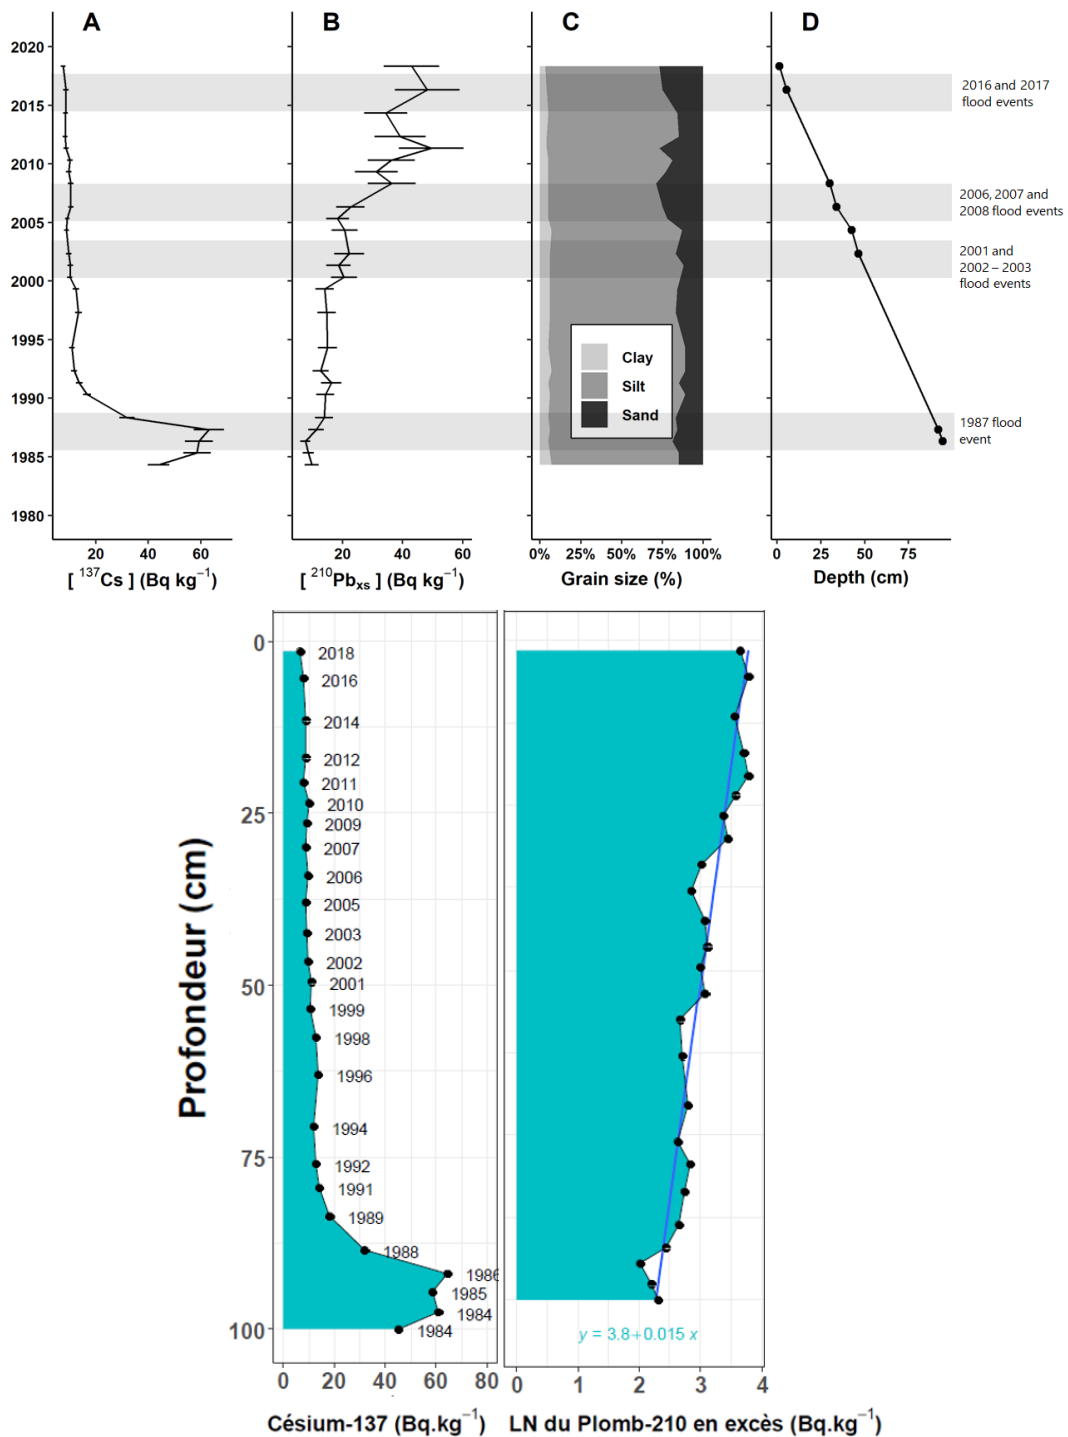 A
B
C
D
2020
2015
2010
2005
2000
1995
1990
1985
1980
2016 and 2017
flood events
2006, 2007 and
2008 flood events
2001 and
2002 – 2003
flood events
1987 flood
event
Clay
Silt
Sand
20 40 60
20 40 60
0% 25% 50% 75% 100%
0 25 50 75
[ ¹³⁷Cs ] (Bq kg⁻¹)
[ ²¹⁰Pbₓₛ ] (Bq kg⁻¹)
Grain size (%)
Depth (cm)
Profondeur (cm)
0
25
50
75
100
2018
2016
2014
2012
2011
2010
2009
2007
2006
2005
2003
2002
2001
1999
1998
1996
1994
1992
1991
1989
1988
1986
1985
1984
1984
y = 3.8+0.015 x
0 20 40 60 80
0 1 2 3 4
Césium-137 (Bq.kg⁻¹)
LN du Plomb-210 en excès (Bq.kg⁻¹)